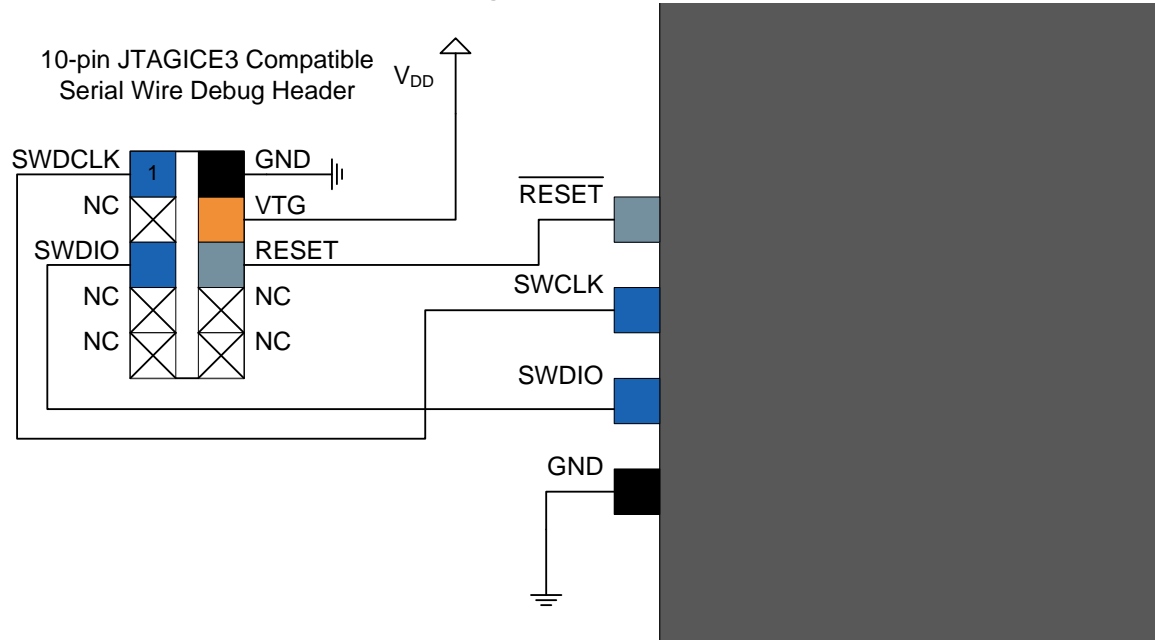 10-pin JTAGICE3 Compatible
Serial Wire Debug Header
VDD
SWDCLK
1
GND
NC
VTG
SWDIO
RESET
NC
NC
NC
NC
RESET
SWCLK
SWDIO
GND